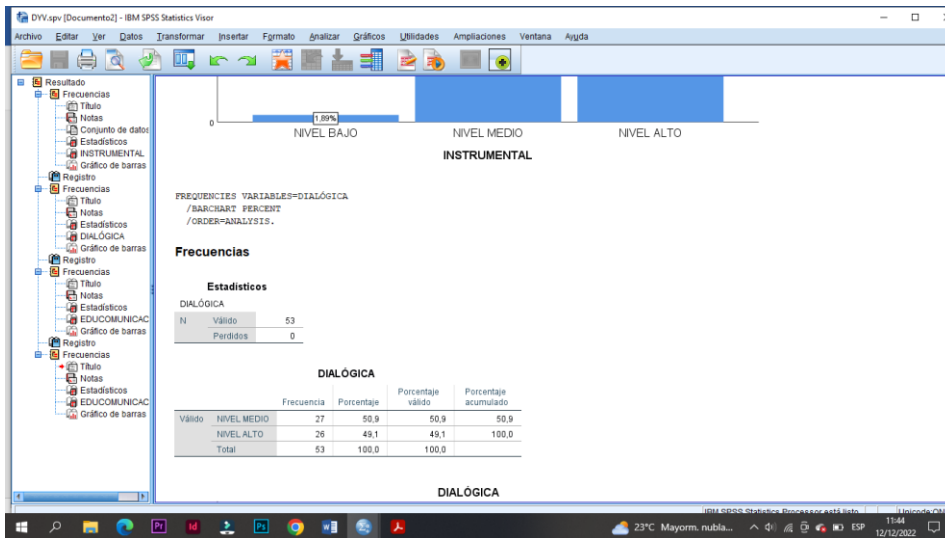 DYV.spv [Documento2] - IBM SPSS Statistics Visor
Archivo Editar Ver Datos Transformar Insertar Formato Analizar Gráficos Utilidades Ampliaciones Ventana Ayuda
Resultado
Frecuencias
Título
Notas
Conjunto de datos
Estadísticos
INSTRUMENTAL
Gráfico de barras
Registro
Frecuencias
Título
Notas
Estadísticos
DIALÓGICA
Gráfico de barras
Registro
Frecuencias
Título
Notas
Estadísticos
EDUCOMUNICAC
Gráfico de barras
Registro
Frecuencias
Título
Notas
Estadísticos
EDUCOMUNICAC
Gráfico de barras
0
1,89%
NIVEL BAJO NIVEL MEDIO NIVEL ALTO
INSTRUMENTAL
FREQUENCIES VARIABLES=DIALÓGICA
/BARCHART PERCENT
/ORDER=ANALYSIS.
Frecuencias
Estadísticos
DIALÓGICA
N Válido 53
Perdidos 0
DIALÓGICA
Frecuencia Porcentaje Porcentaje válido Porcentaje acumulado
Válido NIVEL MEDIO 27 50,9 50,9 50,9
NIVEL ALTO 26 49,1 49,1 100,0
Total 53 100,0 100,0
DIALÓGICA
IBM SPSS Statistics Processor está listo Unicode:ON
23°C Mayorm. nubla... ESP
11:44
12/12/2022